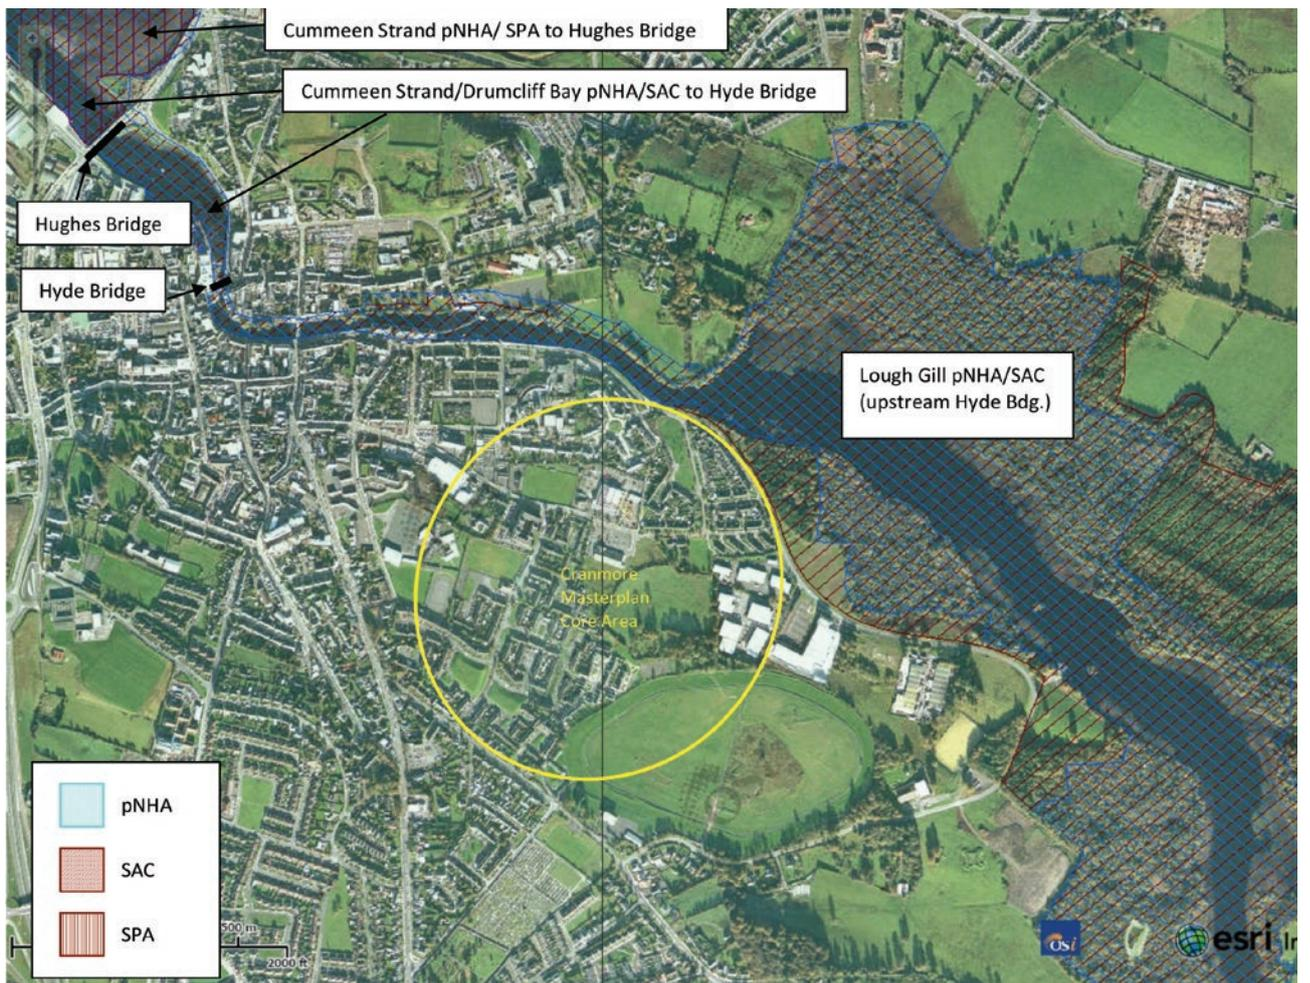 Cummeen Strand pNHA/ SPA to Hughes Bridge
Cummeen Strand/Drumcliff Bay pNHA/SAC to Hyde Bridge
Hughes Bridge
Hyde Bridge
Lough Gill pNHA/SAC
(upstream Hyde Bdg.)
Cranmore
Masterplan
Core Area
pNHA
SAC
SPA
500 m
2000 ft
osi
esri Ir